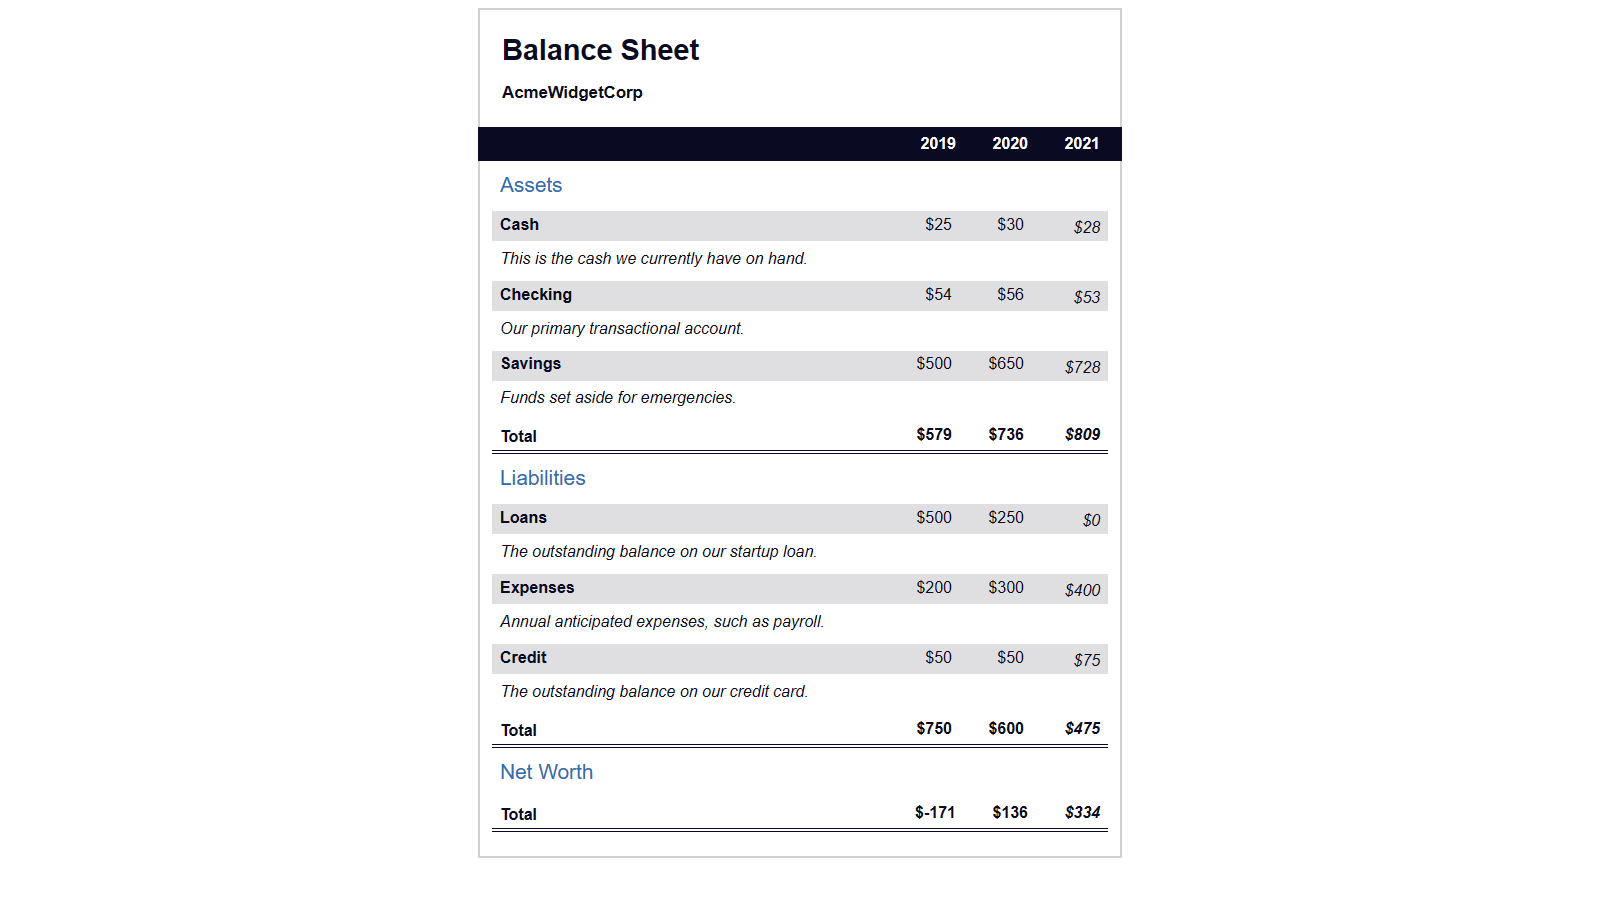 Balance Sheet
AcmeWidgetCorp
2019 2020 2021
Assets
Cash $25 $30 $28
This is the cash we currently have on hand.
Checking $54 $56 $53
Our primary transactional account.
Savings $500 $650 $728
Funds set aside for emergencies.
Total $579 $736 $809
Liabilities
Loans $500 $250 $0
The outstanding balance on our startup loan.
Expenses $200 $300 $400
Annual anticipated expenses, such as payroll.
Credit $50 $50 $75
The outstanding balance on our credit card.
Total $750 $600 $475
Net Worth
Total $-171 $136 $334